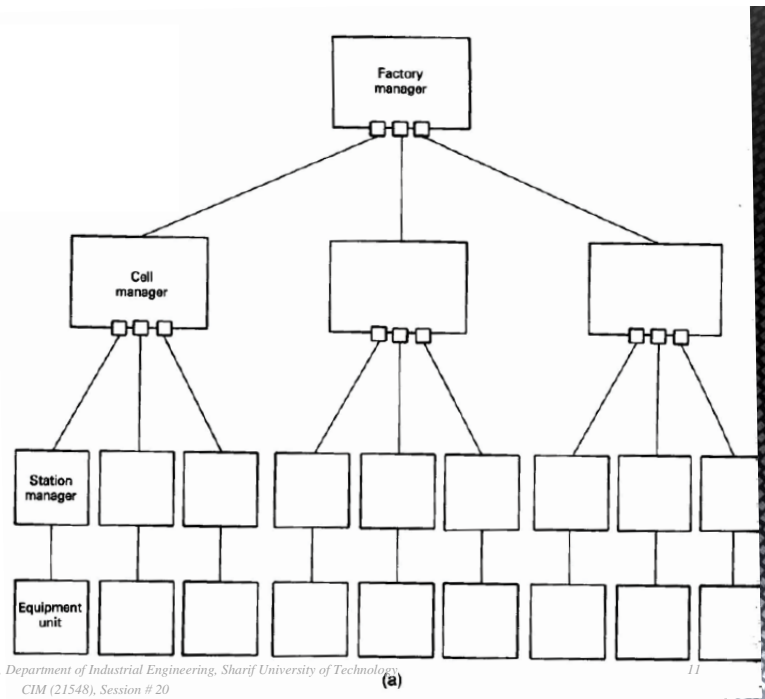 Factory
manager
Cell
manager
Station
manager
Equipment
unit
Department of Industrial Engineering, Sharif University of Technology,
11
CIM (21548), Session # 20
(a)